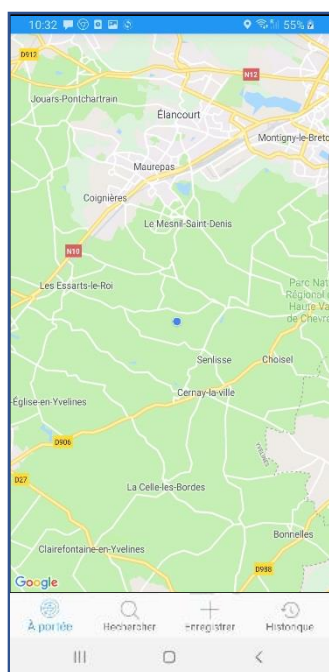 10:32 55%
D912
N12
Jouars-Pontchartrain
Élancourt
Montigny-le-Breto
Maurepas
Coignières
Le Mesnil-Saint-Denis
N10
Parc Nat
Régional
Haute Va
de Chevre
Les Essarts-le-Roi
Senlisse
Choisel
Cernay-la-ville
-Église-en-Yvelines
D906
YVELINES
D27
La Celle-les-Bordes
Bonnelles
Clairefontaine-en-Yvelines
D988
Google
À portée Rechercher Enregistrer Historique